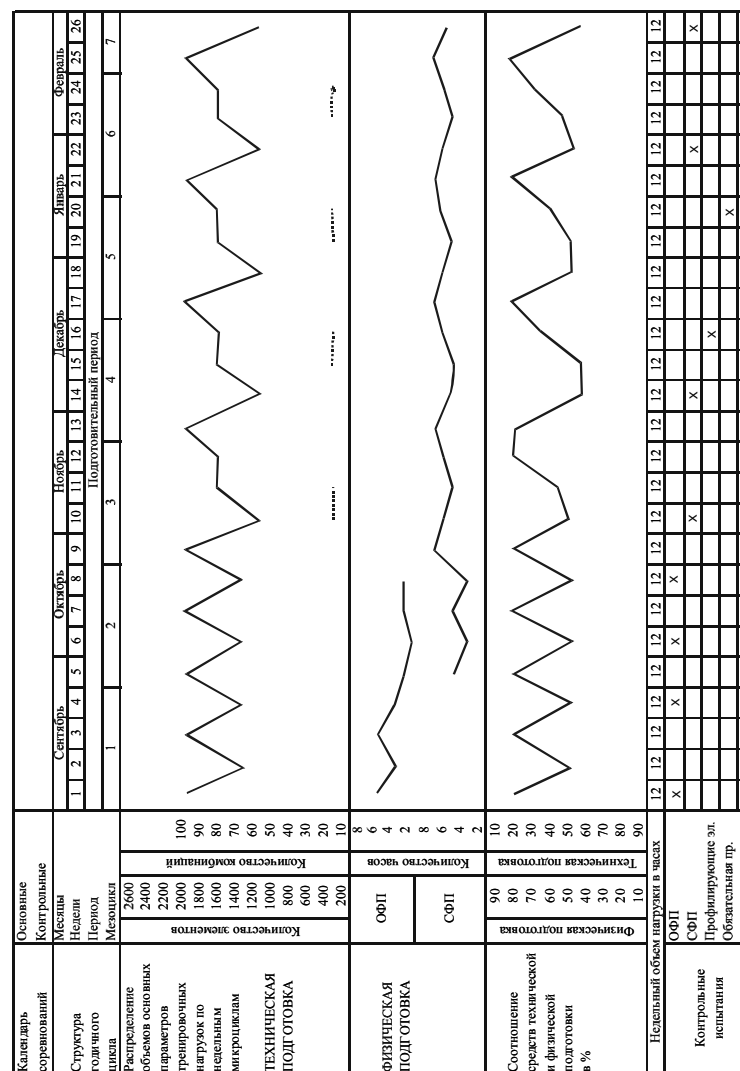 Календарь соревнований
Основные
Контрольные
Структура годичного цикла
Месяцы
Сентябрь Октябрь Ноябрь Декабрь Январь Февраль
Недели
1 2 3 4 5 6 7 8 9 10 11 12 13 14 15 16 17 18 19 20 21 22 23 24 25 26
Период
Подготовительный период
Мезоцикл
1 2 3 4 5 6 7
Распределение
объемов основных
параметров
тренировочных
нагрузок по
недельным
микроциклам
ТЕХНИЧЕСКАЯ
ПОДГОТОВКА
Количество элементов
2600 2400 2200 2000 1800 1600 1400 1200 1000 800 600 400 200
Количество комбинаций
100 90 80 70 60 50 40 30 20 10
ФИЗИЧЕСКАЯ
ПОДГОТОВКА
ОФП
СФП
Количество часов
8 6 4 2
8 6 4 2
Соотношение
средств технической
и физической
подготовки
в %
Физическая подготовка
90 80 70 60 50 40 30 20 10
Техническая подготовка
10 20 30 40 50 60 70 80 90
Недельный объем нагрузки в часах
12 12 12 12 12 12 12 12 12 12 12 12 12 12 12 12 12 12 12 12 12 12 12 12 12 12
Контрольные
испытания
ОФП
x x x x
СФП
x x x x
Профилирующие эл.
x
Обязательная пр.
x